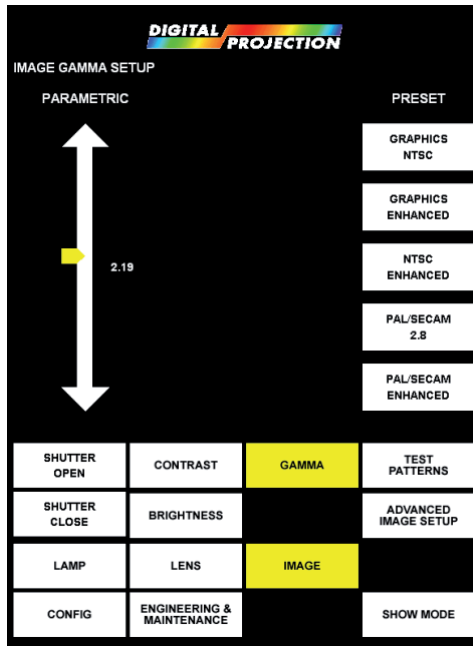 DIGITAL
PROJECTION
IMAGE GAMMA SETUP
PARAMETRIC
PRESET
GRAPHICS
NTSC
GRAPHICS
ENHANCED
2.19
NTSC
ENHANCED
PAL/SECAM
2.8
PAL/SECAM
ENHANCED
SHUTTER
OPEN
CONTRAST
GAMMA
TEST
PATTERNS
SHUTTER
CLOSE
BRIGHTNESS
ADVANCED
IMAGE SETUP
LAMP
LENS
IMAGE
CONFIG
ENGINEERING &
MAINTENANCE
SHOW MODE